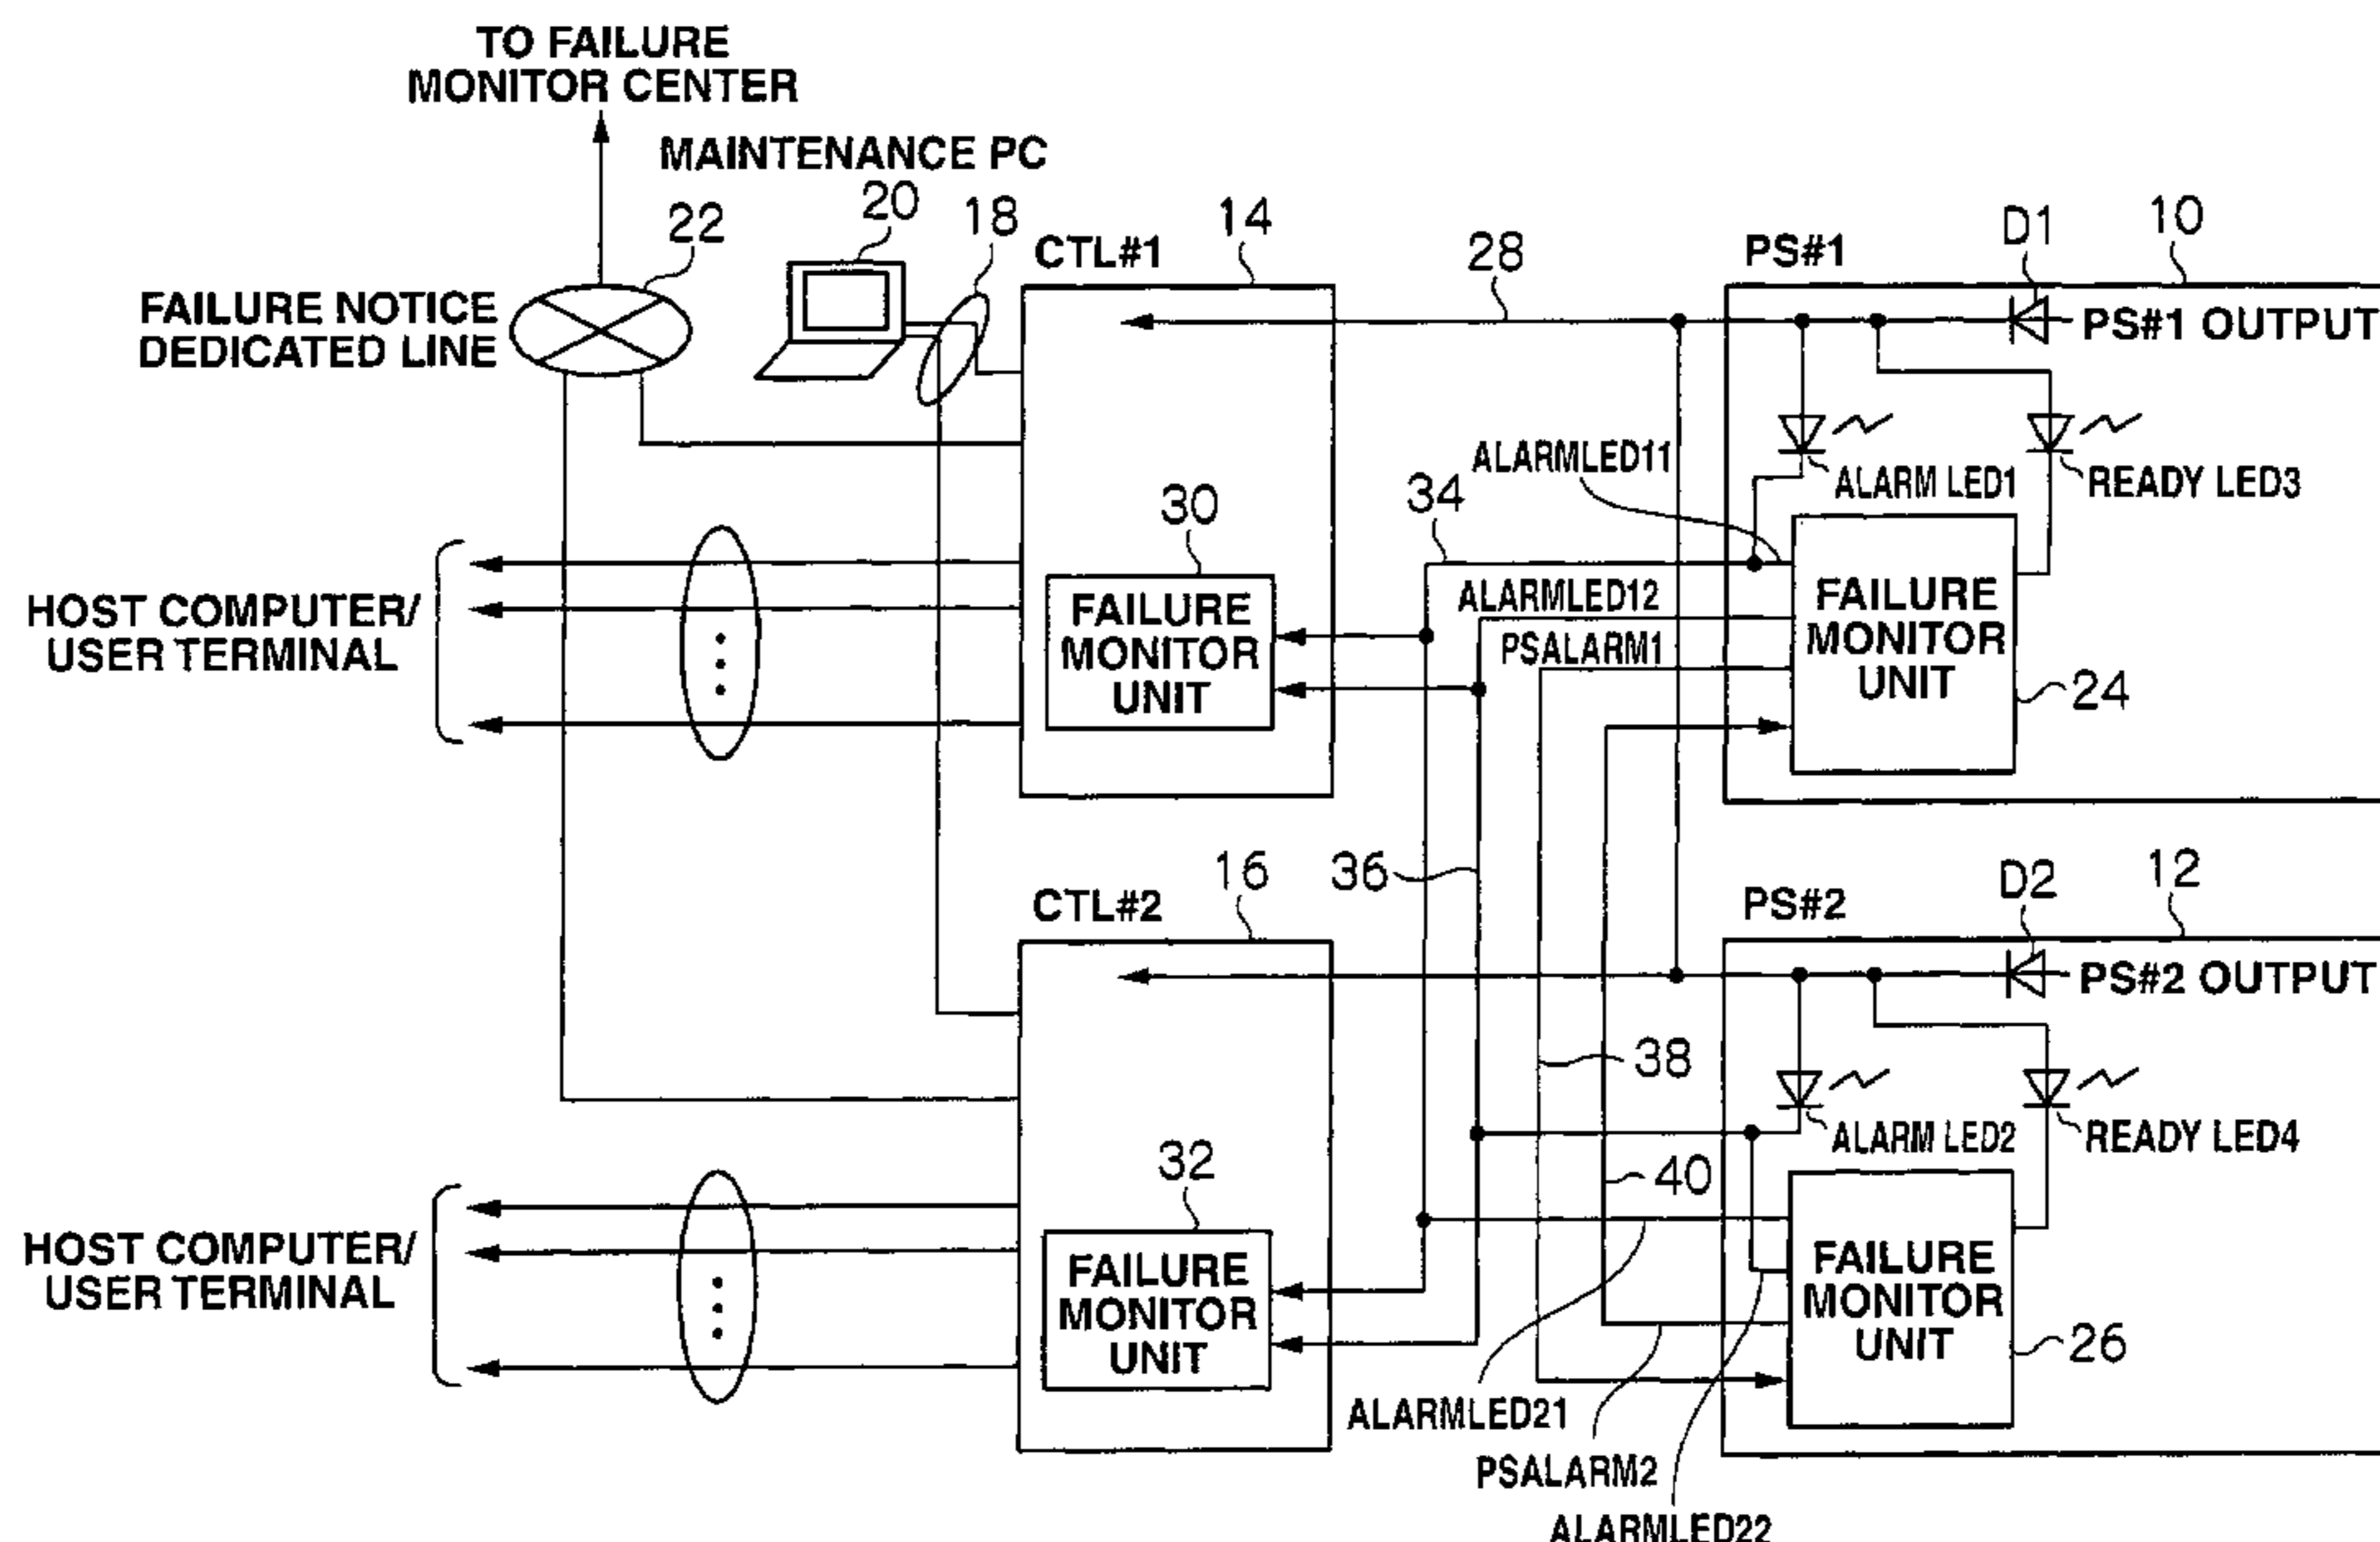 TO FAILURE
MONITOR CENTER
MAINTENANCE PC
20
18
22
FAILURE NOTICE
DEDICATED LINE
CTL#1
14
28
PS#1
D1
10
PS#1 OUTPUT
ALARMLED11
ALARM LED1
READY LED3
34
30
FAILURE
MONITOR
UNIT
ALARMLED12
PSALARM1
FAILURE
MONITOR
UNIT
24
HOST COMPUTER/
USER TERMINAL
36
CTL#2
16
PS#2
D2
12
PS#2 OUTPUT
38
40
ALARM LED2
READY LED4
32
FAILURE
MONITOR
UNIT
FAILURE
MONITOR
UNIT
26
HOST COMPUTER/
USER TERMINAL
ALARMLED21
PSALARM2
ALARMLED22